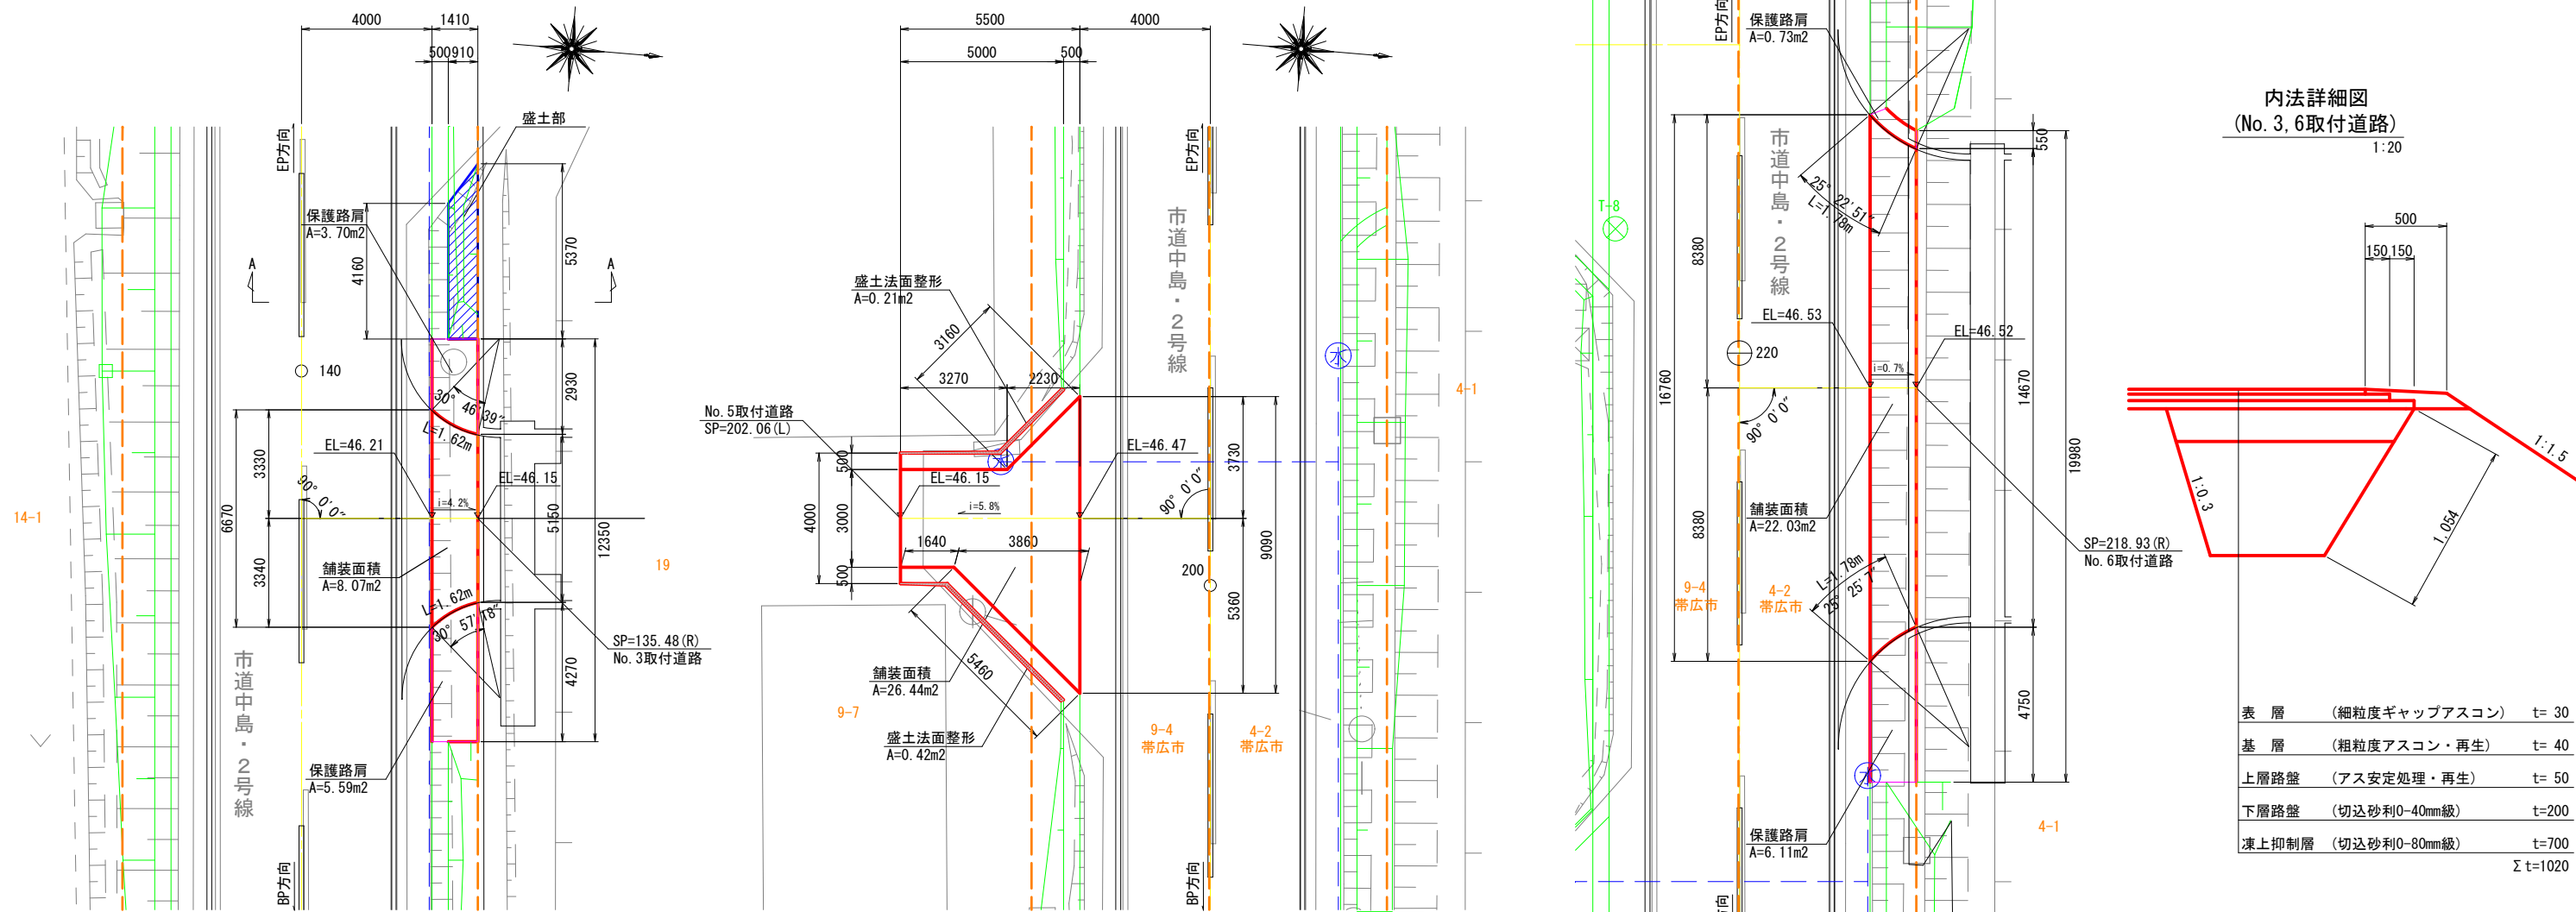 4000
1410
500
910
盛土部
EP方向
保護路肩
A=3.70m2
A
A
4160
5370
140
2930
30° 46'39"
L=1.62m
EL=46.21
EL=46.15
3330
90° 0'0"
i=4.2%
6670
5150
12350
3340
舗装面積
A=8.07m2
L=1.62m
30° 57'18"
4270
SP=135.48(R)
No.3取付道路
市道中島・2号線
保護路肩
A=5.59m2
BP方向
14-1
19
5500
4000
5000
500
EP方向
市道中島・2号線
盛土法面整形
A=0.21m2
3160
3270
2230
水
4-1
No.5取付道路
SP=202.06(L)
水
500
EL=46.15
EL=46.47
3730
90° 0'0"
4000
3000
i=5.8%
1640
3860
9090
500
200
5360
5460
舗装面積
A=26.44m2
9-7
盛土法面整形
A=0.42m2
9-4
帯広市
4-2
帯広市
BP方向
EP方向
保護路肩
A=0.73m2
550
市道中島・2号線
25° 22'51"
L=1.78m
T-8
8380
EL=46.53
EL=46.52
220
i=0.7%
16760
14670
90° 0'0"
19980
8380
舗装面積
A=22.03m2
SP=218.93(R)
No.6取付道路
L=1.78m
25° 25'7"
9-4
帯広市
4-2
帯広市
4750
水
保護路肩
A=6.11m2
4-1
内法詳細図
(No.3,6取付道路)
1:20
500
150
150
1:1.5
1:0.3
1,054
表　層　(細粒度ギャップアスコン)　t= 30
基　層　(粗粒度アスコン・再生)　t= 40
上層路盤　(アス安定処理・再生)　t= 50
下層路盤　(切込砂利0-40mm級)　t=200
凍上抑制層　(切込砂利0-80mm級)　t=700
Σt=1020